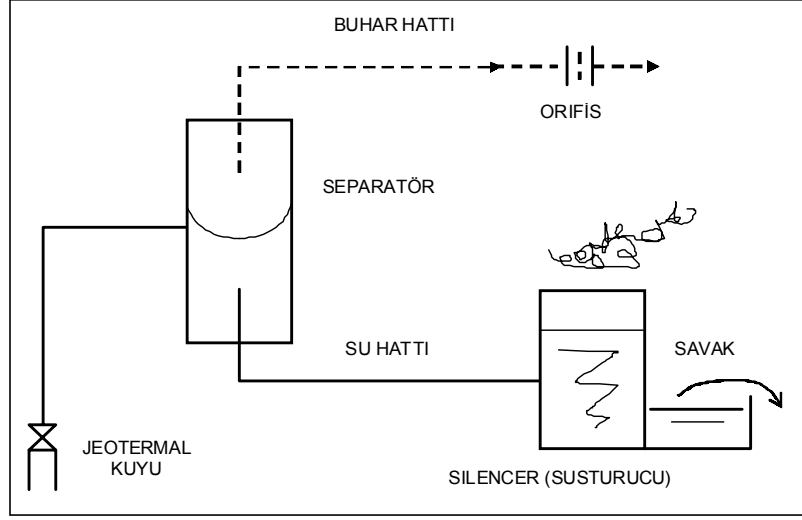 BUHAR HATTI
ORIFİS
SEPARATÖR
SU HATTI
SAVAK
JEOTERMAL
KUYU
SILENCER (SUSTURUCU)